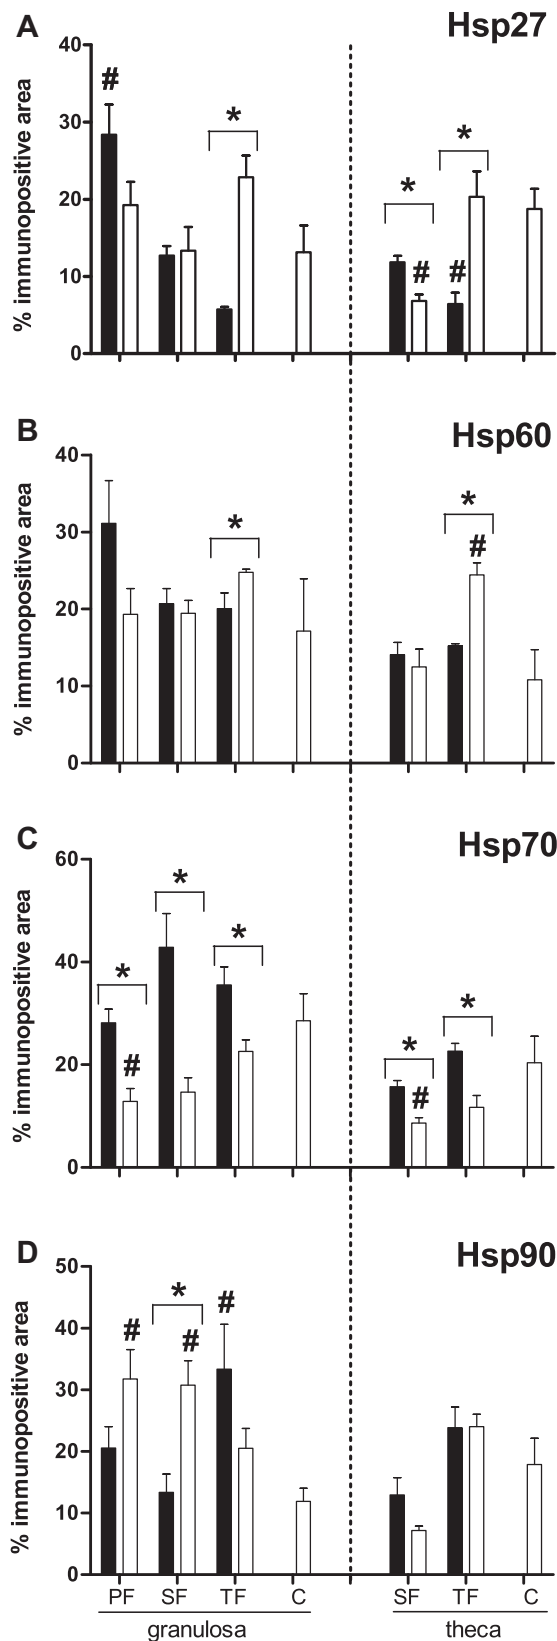 A
Hsp27
% immunopositive area
40
30
20
10
0
#
*
*
*
#
#
B
Hsp60
% immunopositive area
40
30
20
10
0
*
*
#
C
Hsp70
% immunopositive area
60
40
20
0
*
#
*
*
*
#
*
D
Hsp90
% immunopositive area
50
40
30
20
10
0
#
*
#
#
PF SF TF C SF TF C
granulosa theca